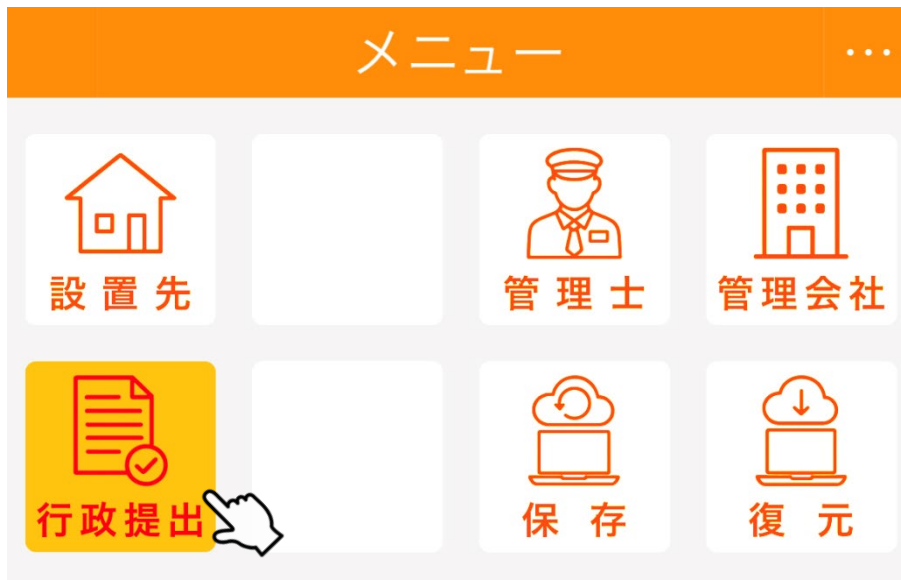 メニュー
設置先
管理士
管理会社
行政提出
保存
復元